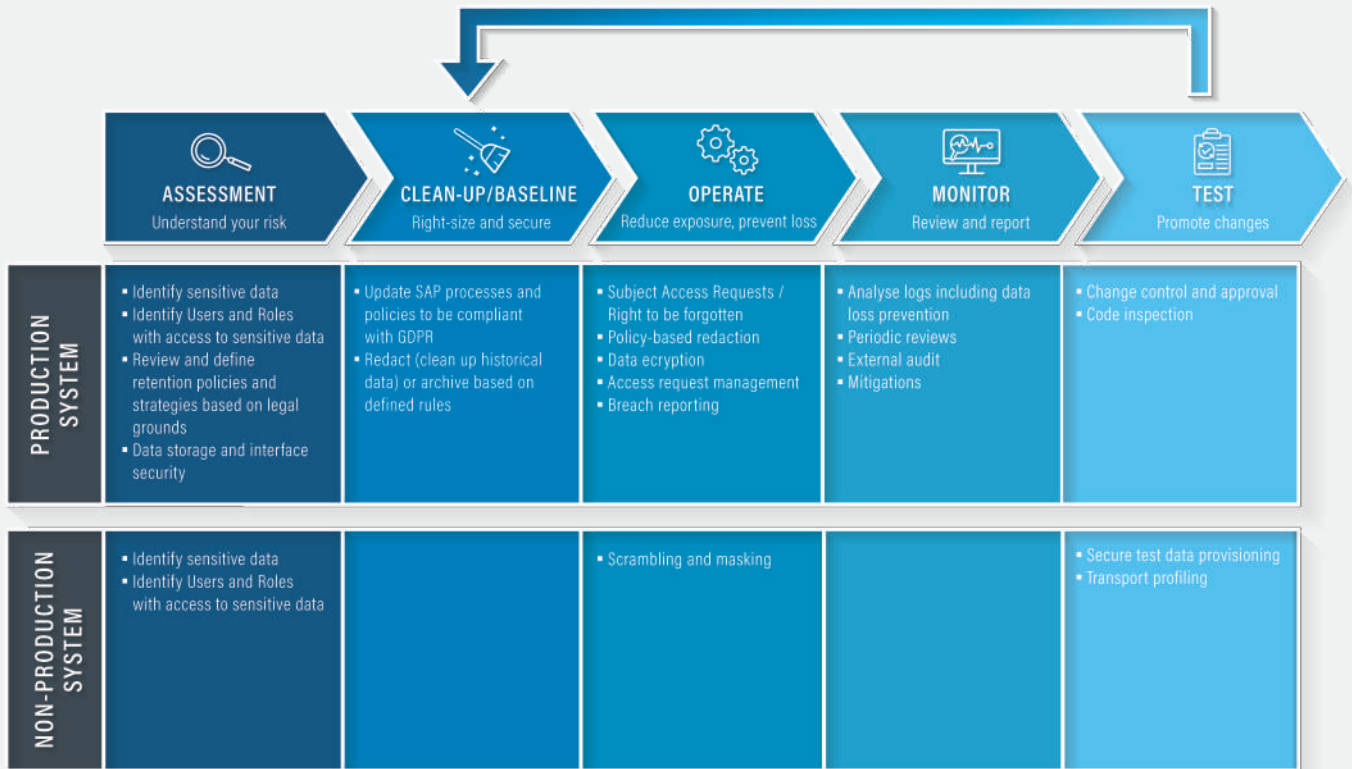 ASSESSMENT
Understand your risk
CLEAN-UP/BASELINE
Right-size and secure
OPERATE
Reduce exposure, prevent loss
MONITOR
Review and report
TEST
Promote changes
PRODUCTION
SYSTEM
▪ Identify sensitive data
▪ Identify Users and Roles
with access to sensitive data
▪ Review and define
retention policies and
strategies based on legal
grounds
▪ Data storage and interface
security
▪ Update SAP processes and
policies to be compliant
with GDPR
▪ Redact (clean up historical
data) or archive based on
defined rules
▪ Subject Access Requests /
Right to be forgotten
▪ Policy-based redaction
▪ Data ecryption
▪ Access request management
▪ Breach reporting
▪ Analyse logs including data
loss prevention
▪ Periodic reviews
▪ External audit
▪ Mitigations
▪ Change control and approval
▪ Code inspection
NON-PRODUCTION
SYSTEM
▪ Identify sensitive data
▪ Identify Users and Roles
with access to sensitive data
▪ Scrambling and masking
▪ Secure test data provisioning
▪ Transport profiling